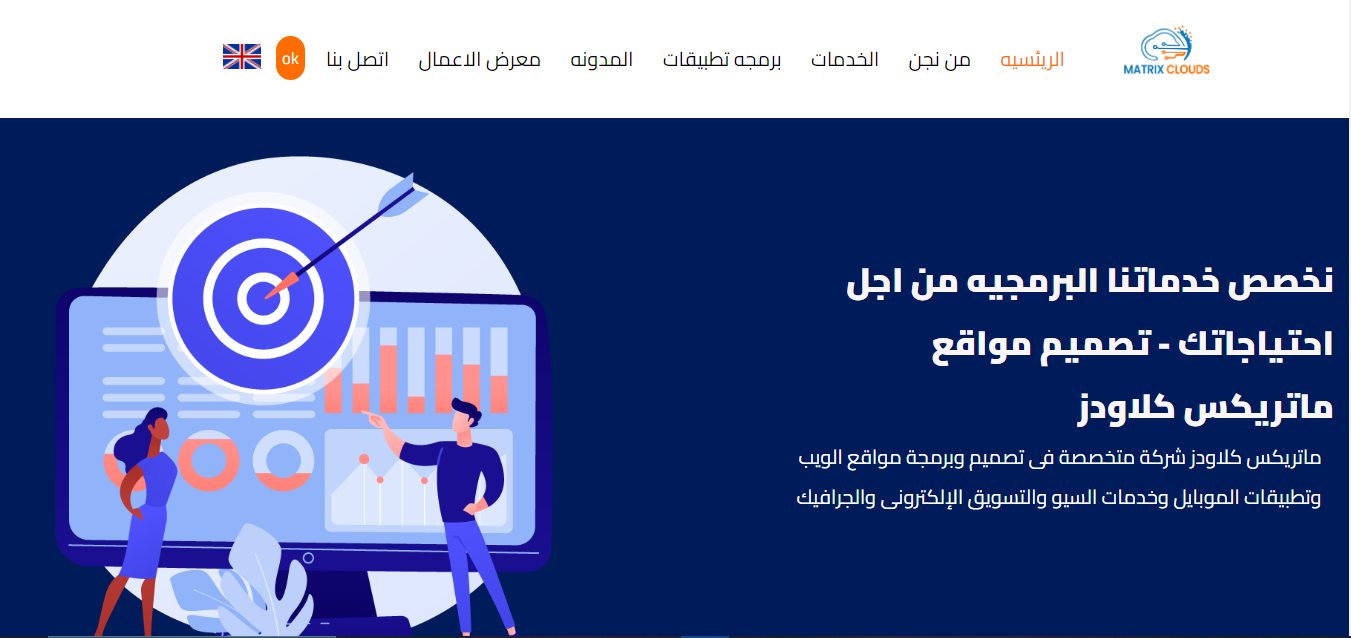 MATRIX CLOUDS
الريئسيه
من نجن
الخدمات
برمجه تطبيقات
المدونه
معرض الاعمال
اتصل بنا
ok
نخصص خدماتنا البرمجيه من اجل
احتياجاتك - تصميم مواقع
ماتريكس كلاودز
ماتريكس كلاودز شركة متخصصة فى تصميم وبرمجة مواقع الويب
وتطبيقات الموبايل وخدمات السيو والتسويق الإلكترونى والجرافيك